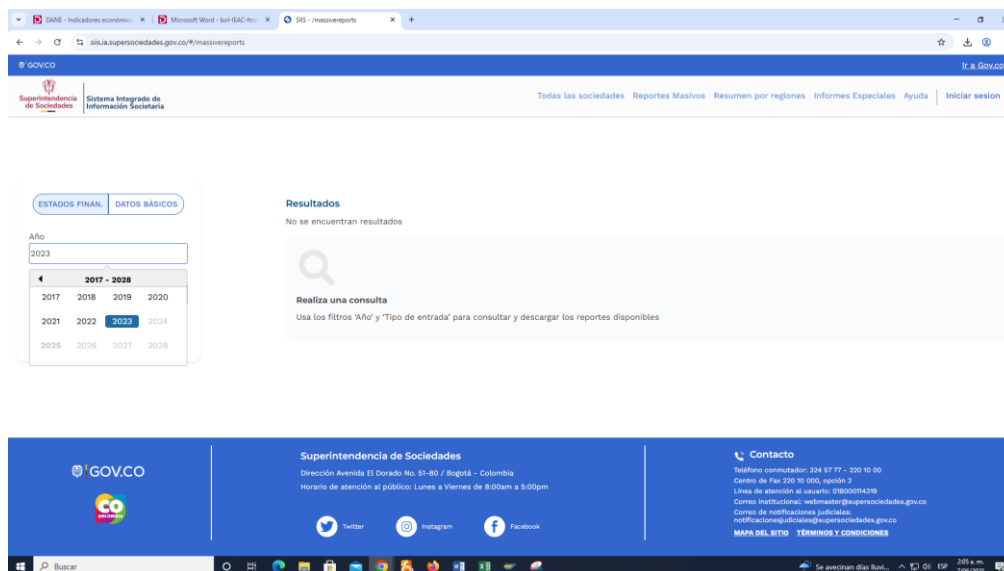 DANE - Indicadores económic
Microsoft Word - bol-IEAC-Itrim
SIIS - /massivereports
siis.ia.supersociedades.gov.co/#/massivereports
GOV.CO
Ir a Gov.co
Superintendencia
de Sociedades
Sistema Integrado de
Información Societaria
Todas las sociedades Reportes Masivos Resumen por regiones Informes Especiales Ayuda Iniciar sesion
ESTADOS FINAN. DATOS BÁSICOS
Año
2023
2017 - 2028
2017 2018 2019 2020
2021 2022 2023 2024
2025 2026 2027 2028
Resultados
No se encuentran resultados
Realiza una consulta
Usa los filtros 'Año' y 'Tipo de entrada' para consultar y descargar los reportes disponibles
GOV.CO
CO
COLOMBIA
Superintendencia de Sociedades
Dirección Avenida El Dorado No. 51-80 / Bogotá - Colombia
Horario de atención al público: Lunes a Viernes de 8:00am a 5:00pm
Twitter Instagram Facebook
Contacto
Teléfono conmutador: 324 57 77 - 220 10 00
Centro de Fax 220 10 000, opción 2
Línea de atención al usuario: 018000114319
Correo Institucional: webmaster@supersociedades.gov.co
Correo de notificaciones judiciales:
notificacionesjudiciales@supersociedades.gov.co
MAPA DEL SITIO TÉRMINOS Y CONDICIONES
Buscar
Se avecinan días lluvi...
ESP
2:05 a. m.
7/06/2025